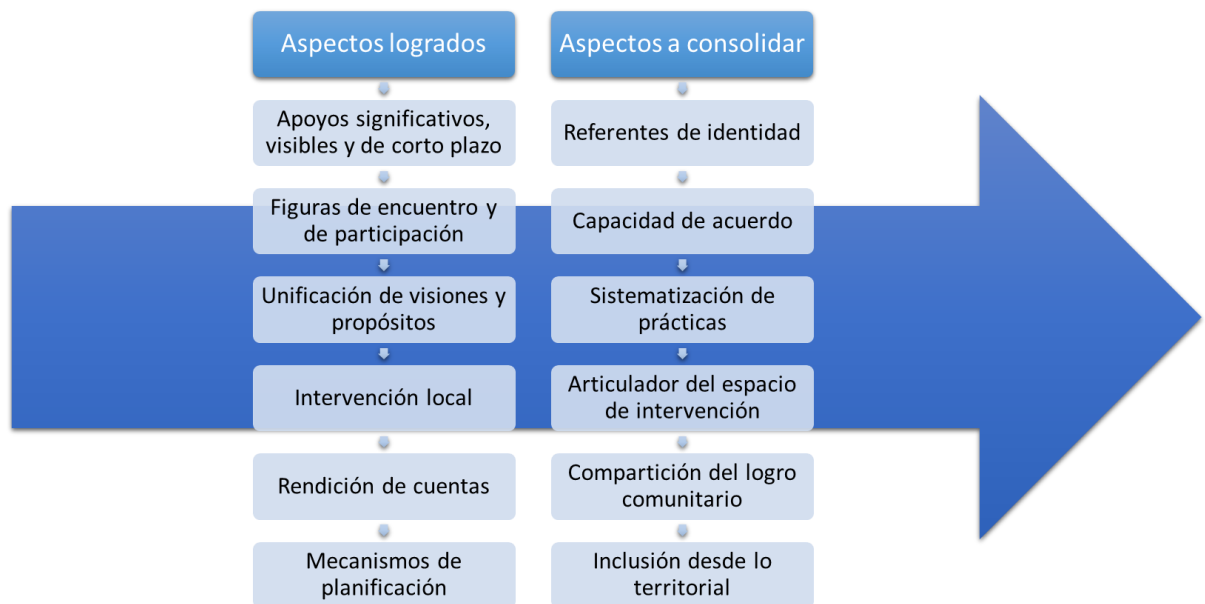 Aspectos logrados
Apoyos significativos,
visibles y de corto plazo
Figuras de encuentro y
de participación
Unificación de visiones y
propósitos
Intervención local
Rendición de cuentas
Mecanismos de
planificación
Aspectos a consolidar
Referentes de identidad
Capacidad de acuerdo
Sistematización de
prácticas
Articulador del espacio
de intervención
Compartición del logro
comunitario
Inclusión desde lo
territorial